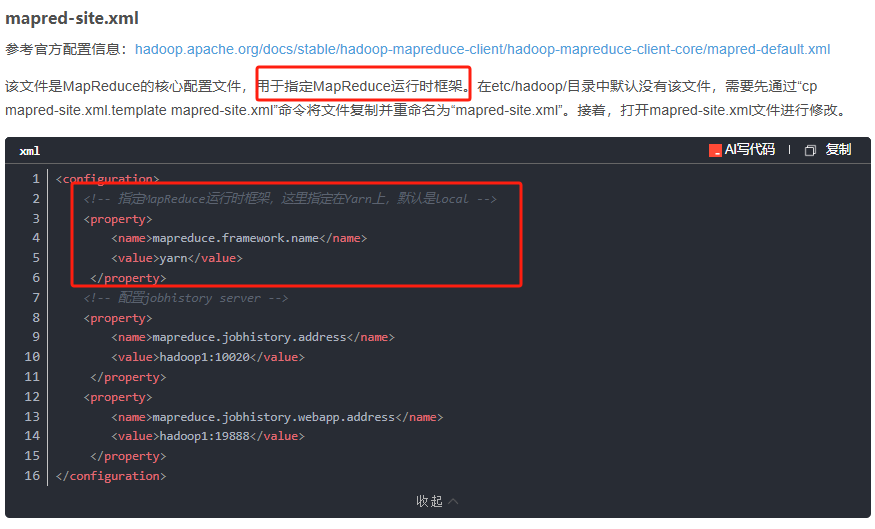 mapred-site.xml
参考官方配置信息：hadoop.apache.org/docs/stable/hadoop-mapreduce-client/hadoop-mapreduce-client-core/mapred-default.xml
该文件是MapReduce的核心配置文件，用于指定MapReduce运行时框架。在etc/hadoop/目录中默认没有该文件，需要先通过“cp
mapred-site.xml.template mapred-site.xml”命令将文件复制并重命名为“mapred-site.xml”。接着，打开mapred-site.xml文件进行修改。
xml AI写代码 复制
1 <configuration>
2 <!-- 指定MapReduce运行时框架，这里指定在Yarn上，默认是local -->
3 <property>
4 <name>mapreduce.framework.name</name>
5 <value>yarn</value>
6 </property>
7 <!-- 配置jobhistory server -->
8 <property>
9 <name>mapreduce.jobhistory.address</name>
10 <value>hadoop1:10020</value>
11 </property>
12 <property>
13 <name>mapreduce.jobhistory.webapp.address</name>
14 <value>hadoop1:19888</value>
15 </property>
16 </configuration>
收起